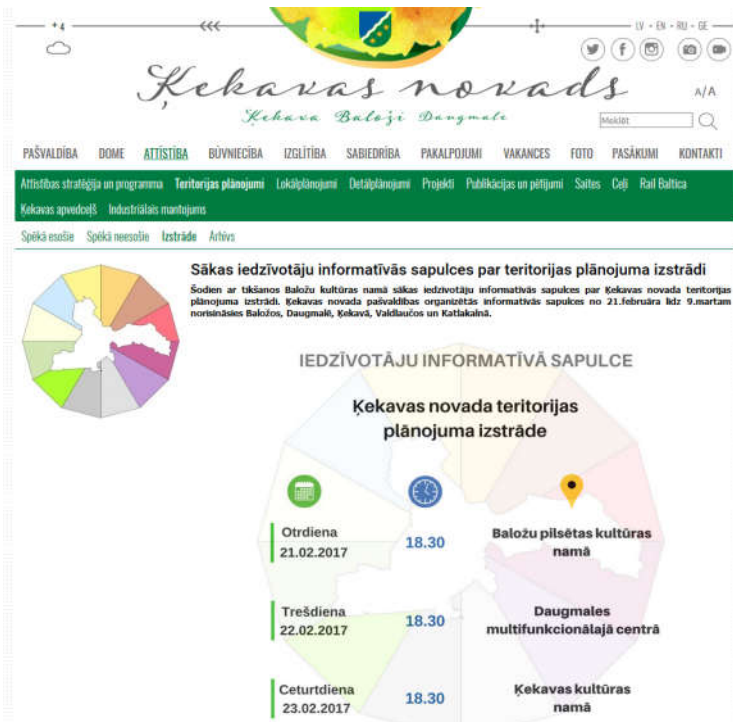 +4
<<<
LV - EN - RU - GE
Ķekavas novads
A/A
Ķekava Baloži Daugmale
Meklēt
PAŠVALDĪBA DOME ATTĪSTĪBA BŪVNIECĪBA IZGLĪTĪBA SABIEDRĪBA PAKALPOJUMI VAKANCES FOTO PASĀKUMI KONTAKTI
Attīstības stratēģija un programma Teritorijas plānojumi Lokālplānojumi Detālplānojumi Projekti Publikācijas un pētījumi Saites Ceļi Rail Baltica
Ķekavas apvedceļš Industriālais mantojums
Spēkā esošie Spēkā neesošie Izstrāde Arhīvs
Sākas iedzīvotāju informatīvās sapulces par teritorijas plānojuma izstrādi
Šodien ar tikšanos Baložu kultūras namā sākas iedzīvotāju informatīvās sapulces par Ķekavas novada teritorijas
plānojuma izstrādi. Ķekavas novada pašvaldības organizētās informatīvās sapulces no 21.februāra līdz 9.martam
norisināsies Baložos, Daugmalē, Ķekavā, Valdlaučos un Katlakalnā.
IEDZĪVOTĀJU INFORMATĪVĀ SAPULCE
Ķekavas novada teritorijas
plānojuma izstrāde
Otrdiena
21.02.2017
18.30
Baložu pilsētas kultūras
namā
Trešdiena
22.02.2017
18.30
Daugmales
multifunkcionālajā centrā
Ceturtdiena
23.02.2017
18.30
Ķekavas kultūras
namā